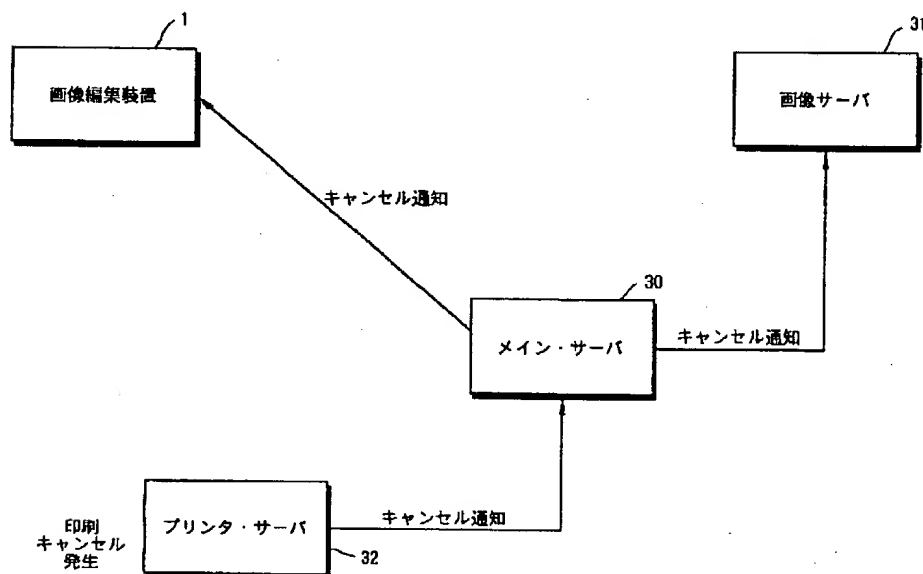 1
画像編集装置
31
画像サーバ
キャンセル通知
30
メイン・サーバ
キャンセル通知
印刷
キャンセル
発生
プリンタ・サーバ
キャンセル通知
32